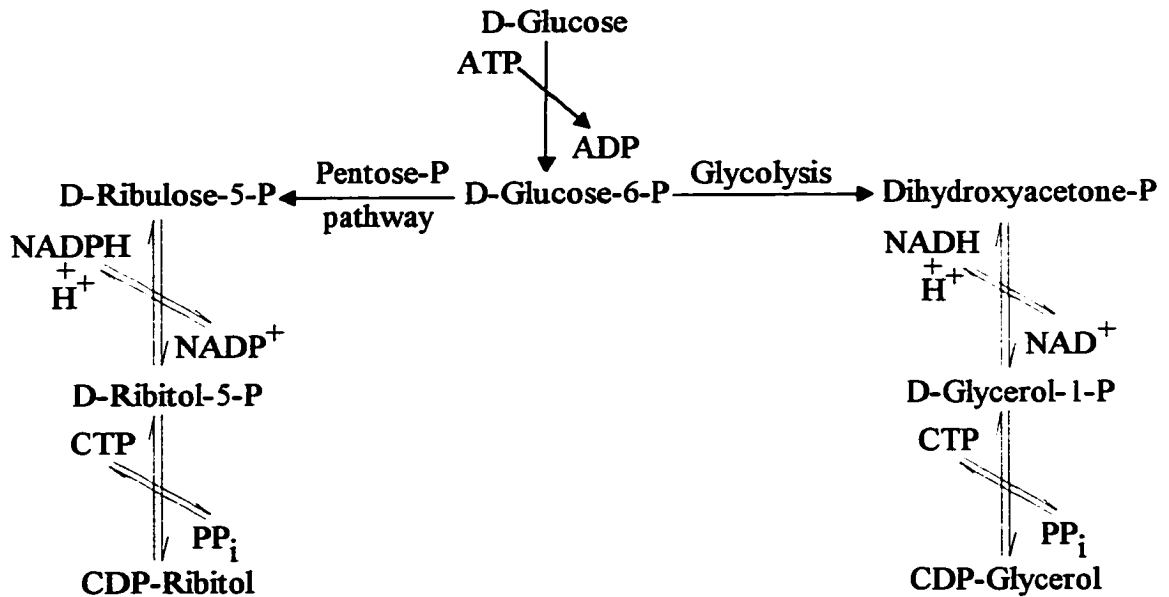 D-Glucose
ATP
ADP
D-Ribulose-5-P
Pentose-P
pathway
D-Glucose-6-P
Glycolysis
Dihydroxyacetone-P
NADPH
+
H+
NADP+
NADH
+
H+
NAD+
D-Ribitol-5-P
D-Glycerol-1-P
CTP
PPi
CTP
PPi
CDP-Ribitol
CDP-Glycerol